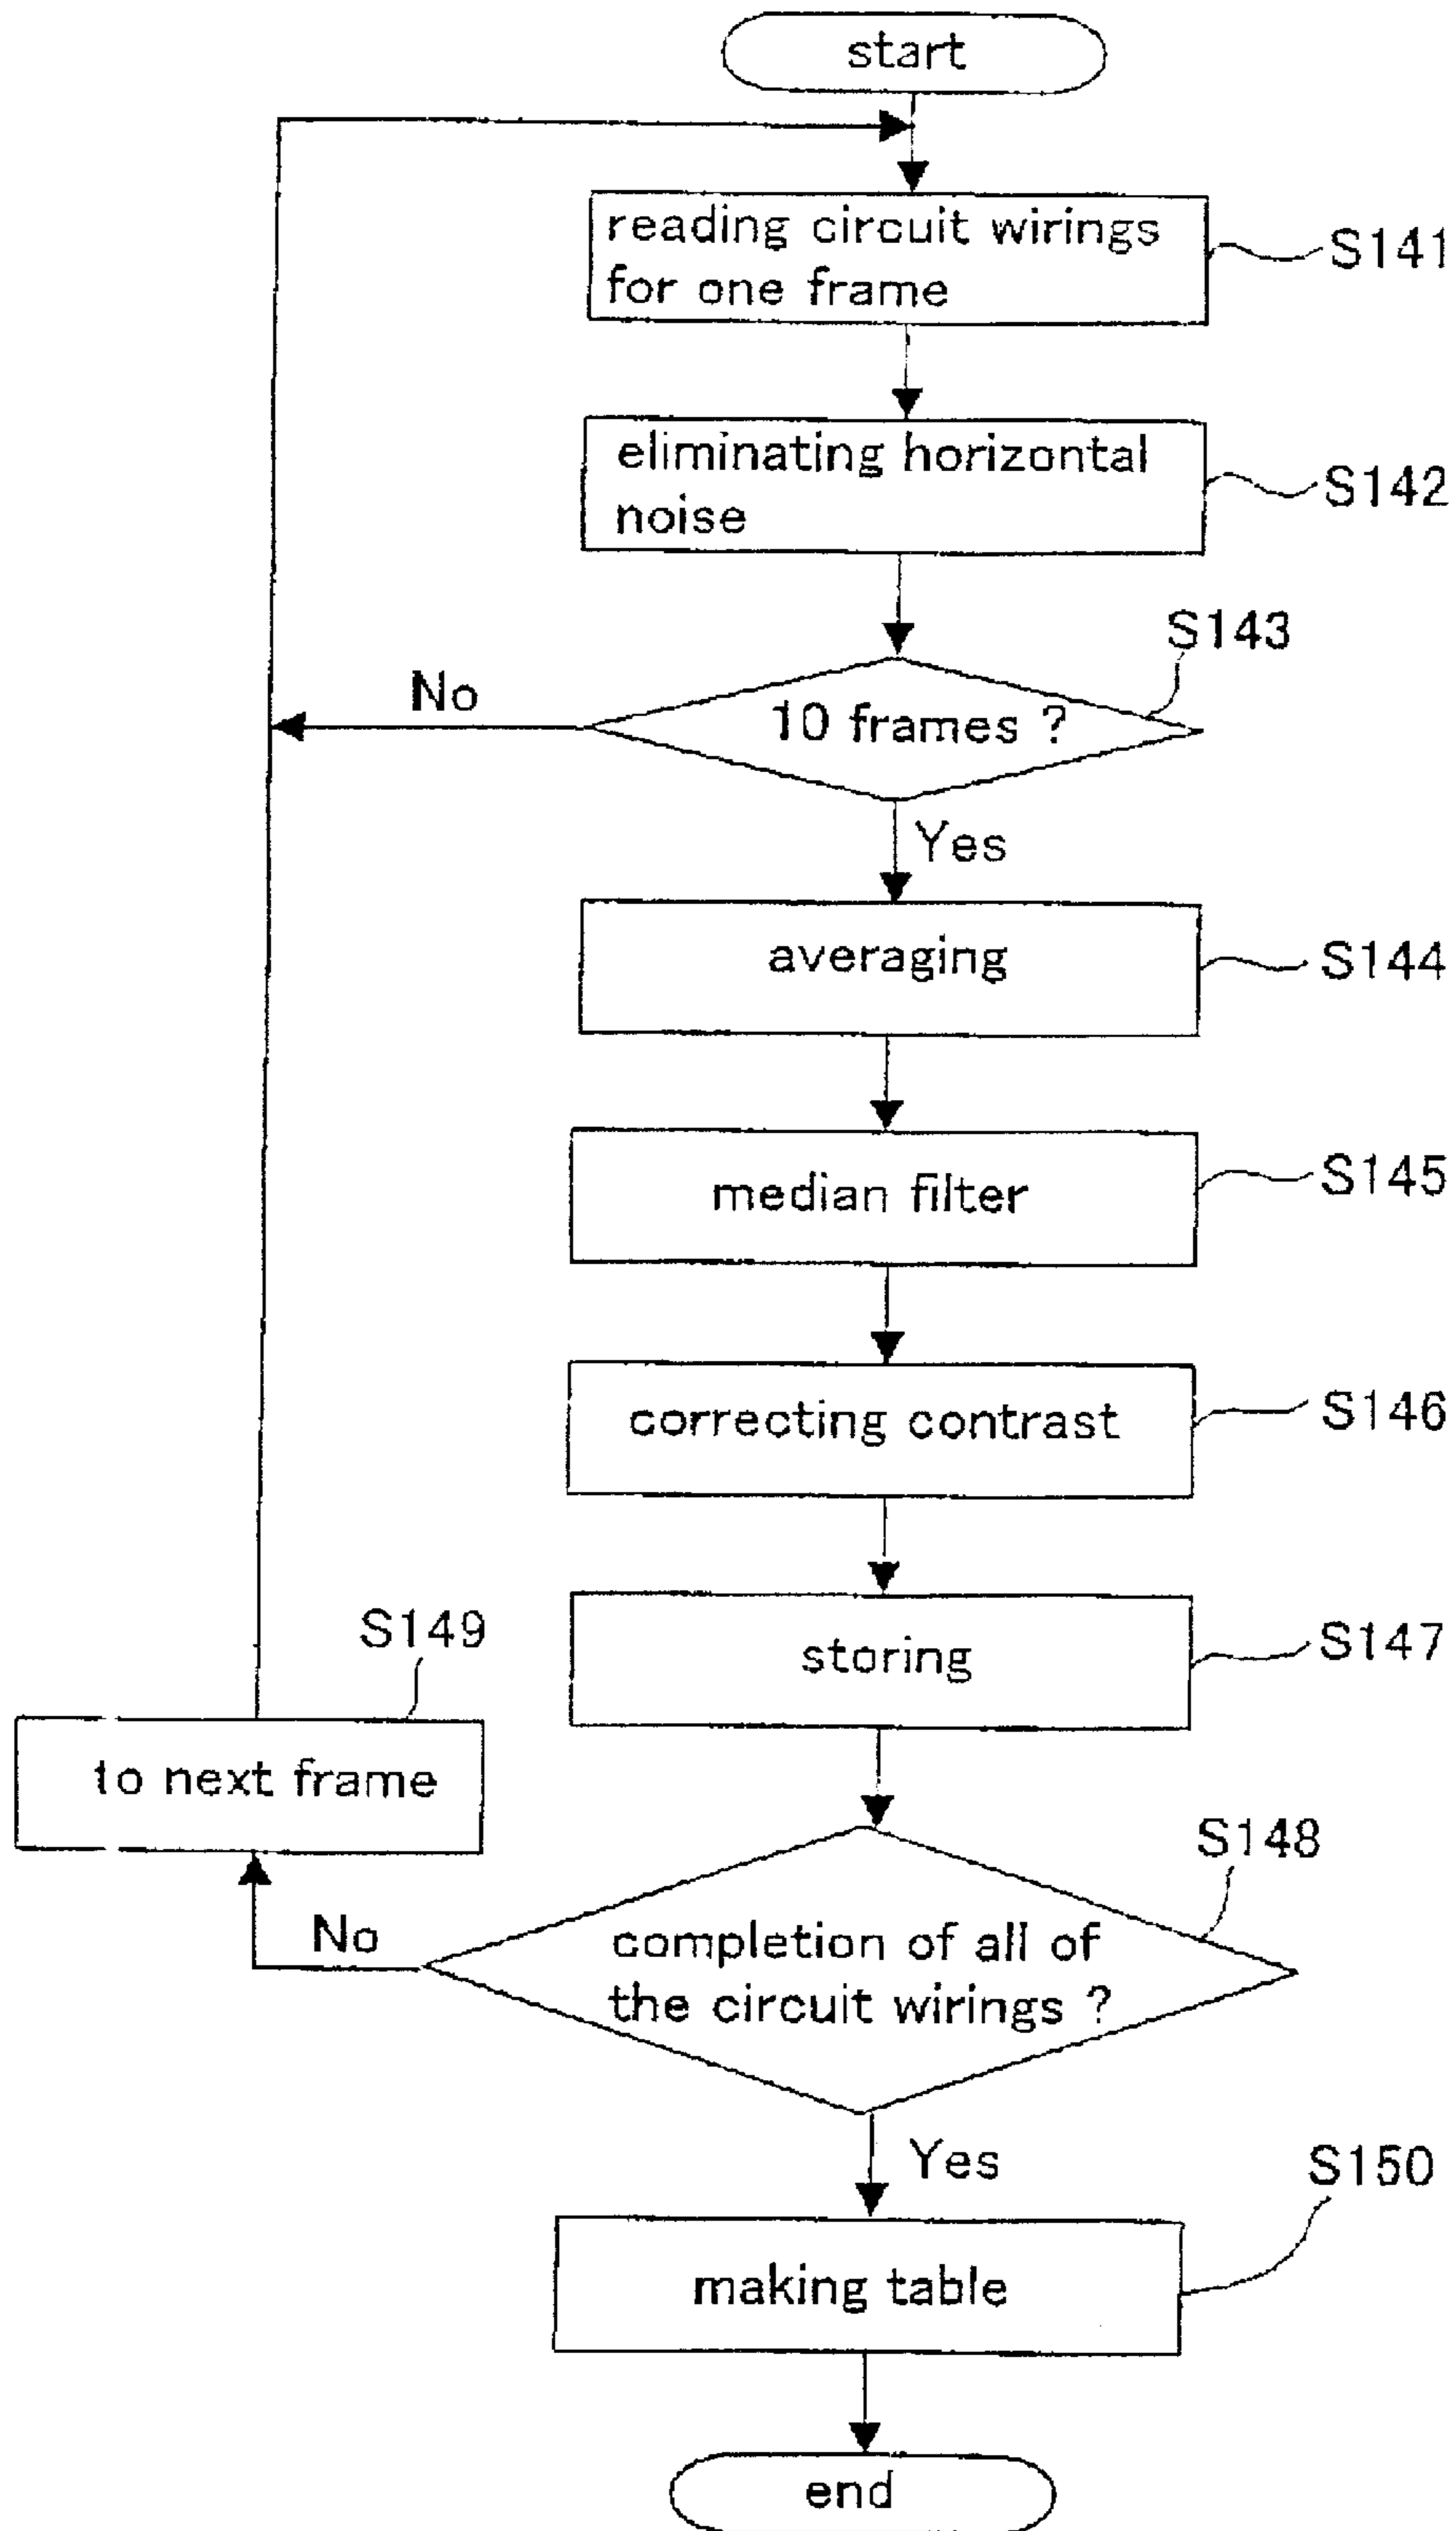 start
reading circuit wirings
for one frame
S141
eliminating horizontal
noise
S142
S143
No
10 frames ?
Yes
averaging
S144
median filter
S145
correcting contrast
S146
storing
S147
S149
to next frame
S148
No
completion of all of
the circuit wirings ?
Yes
S150
making table
end